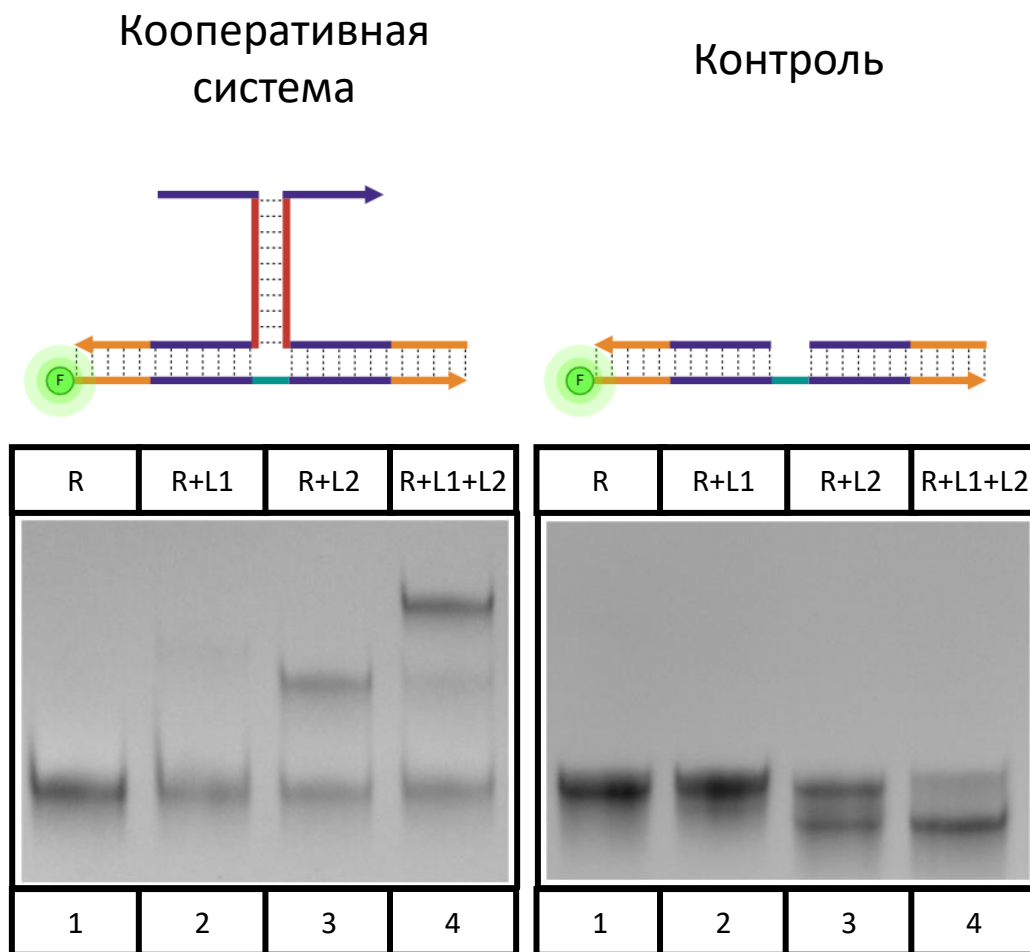 Кооперативная
система
Контроль
F
F
R R+L1 R+L2 R+L1+L2
R R+L1 R+L2 R+L1+L2
1 2 3 4
1 2 3 4